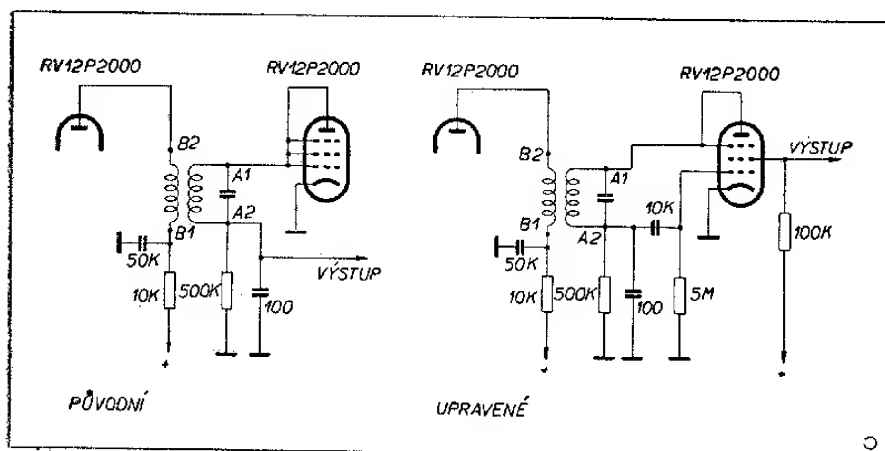 RV12P2000
RV12P2000
B2
A1
A2
B1
50K
10K
500K
100
VÝSTUP
+
PŮVODNÍ
RV12P2000
RV12P2000
VÝSTUP
B2
A1
10K
B1
A2
50K
10K
500K
100
5M
100K
+
+
UPRAVENÉ